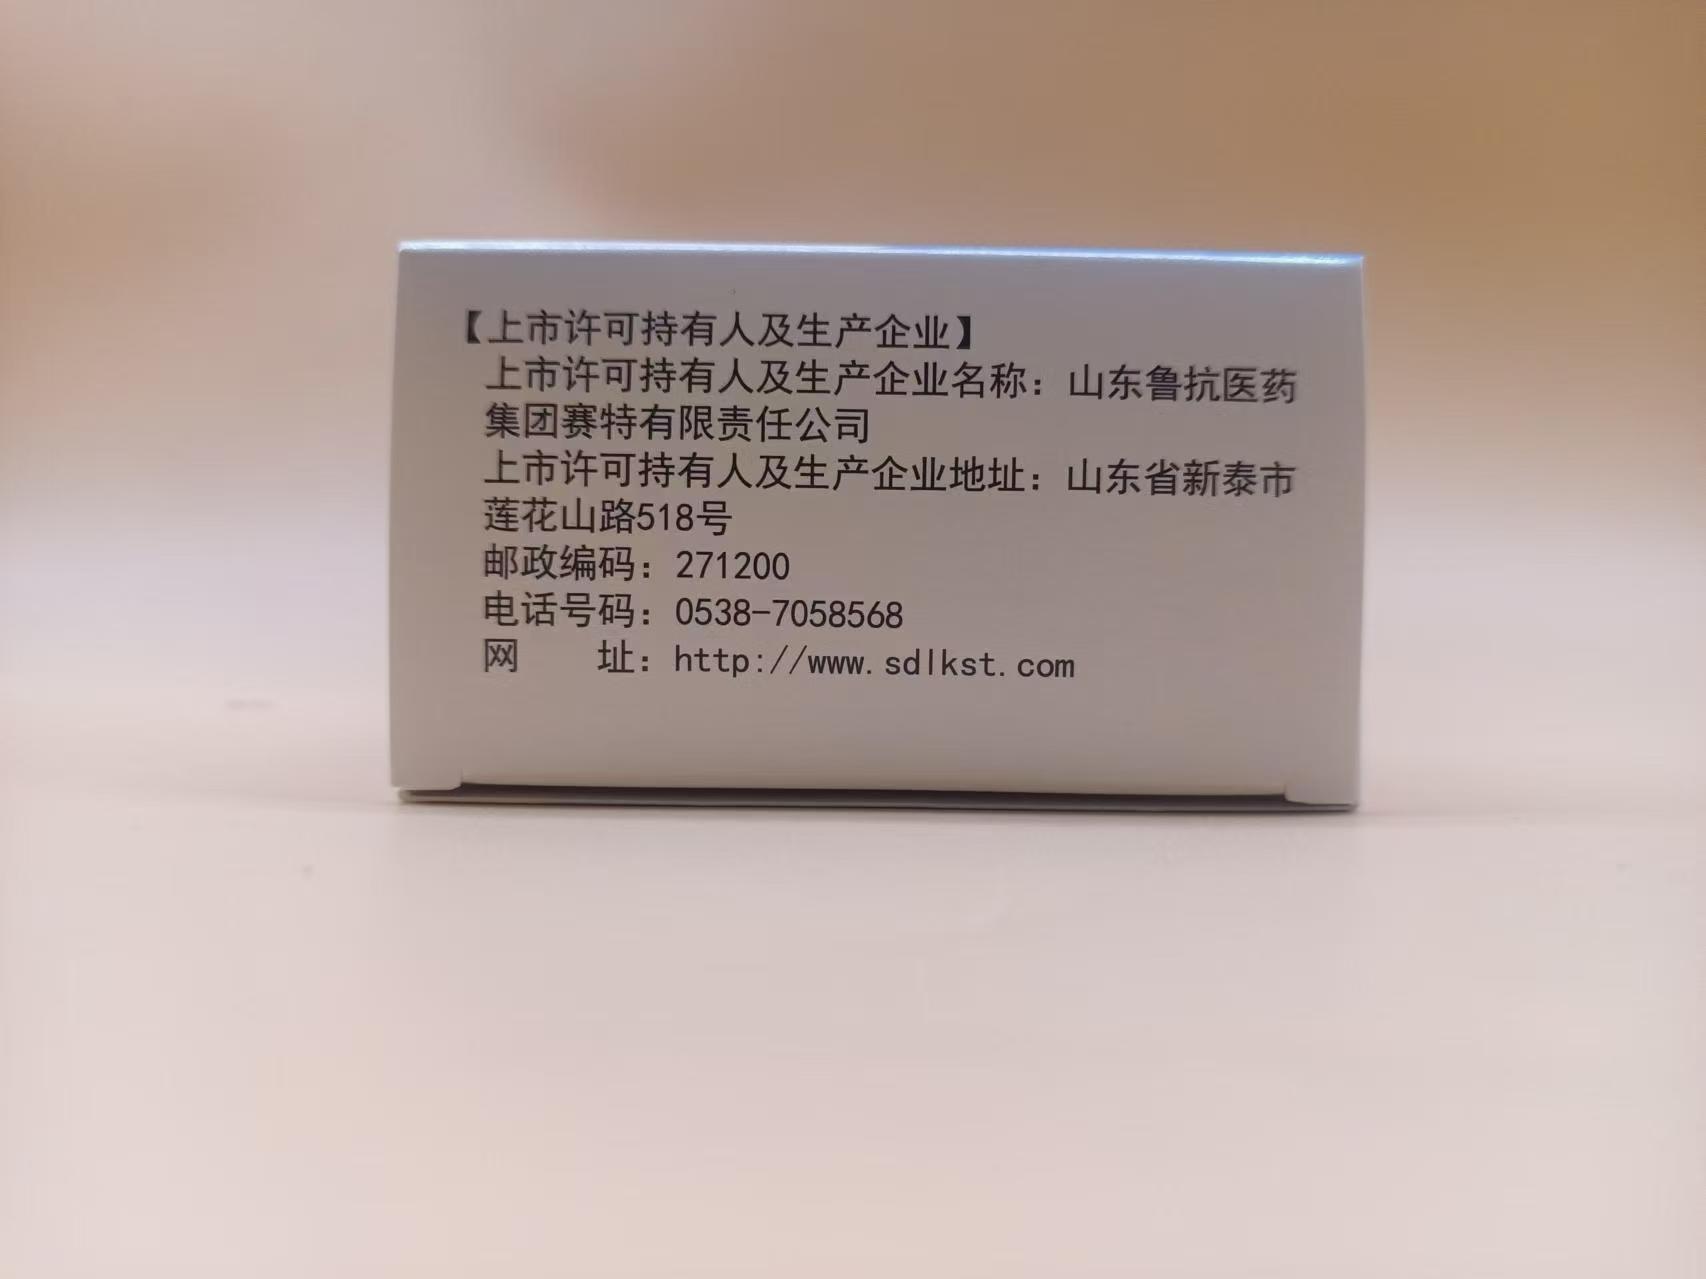 【上市许可持有人及生产企业】
上市许可持有人及生产企业名称：山东鲁抗医药
集团赛特有限责任公司
上市许可持有人及生产企业地址：山东省新泰市
莲花山路518号
邮政编码：271200
电话号码：0538-7058568
网　　址：http://www.sdlkst.com